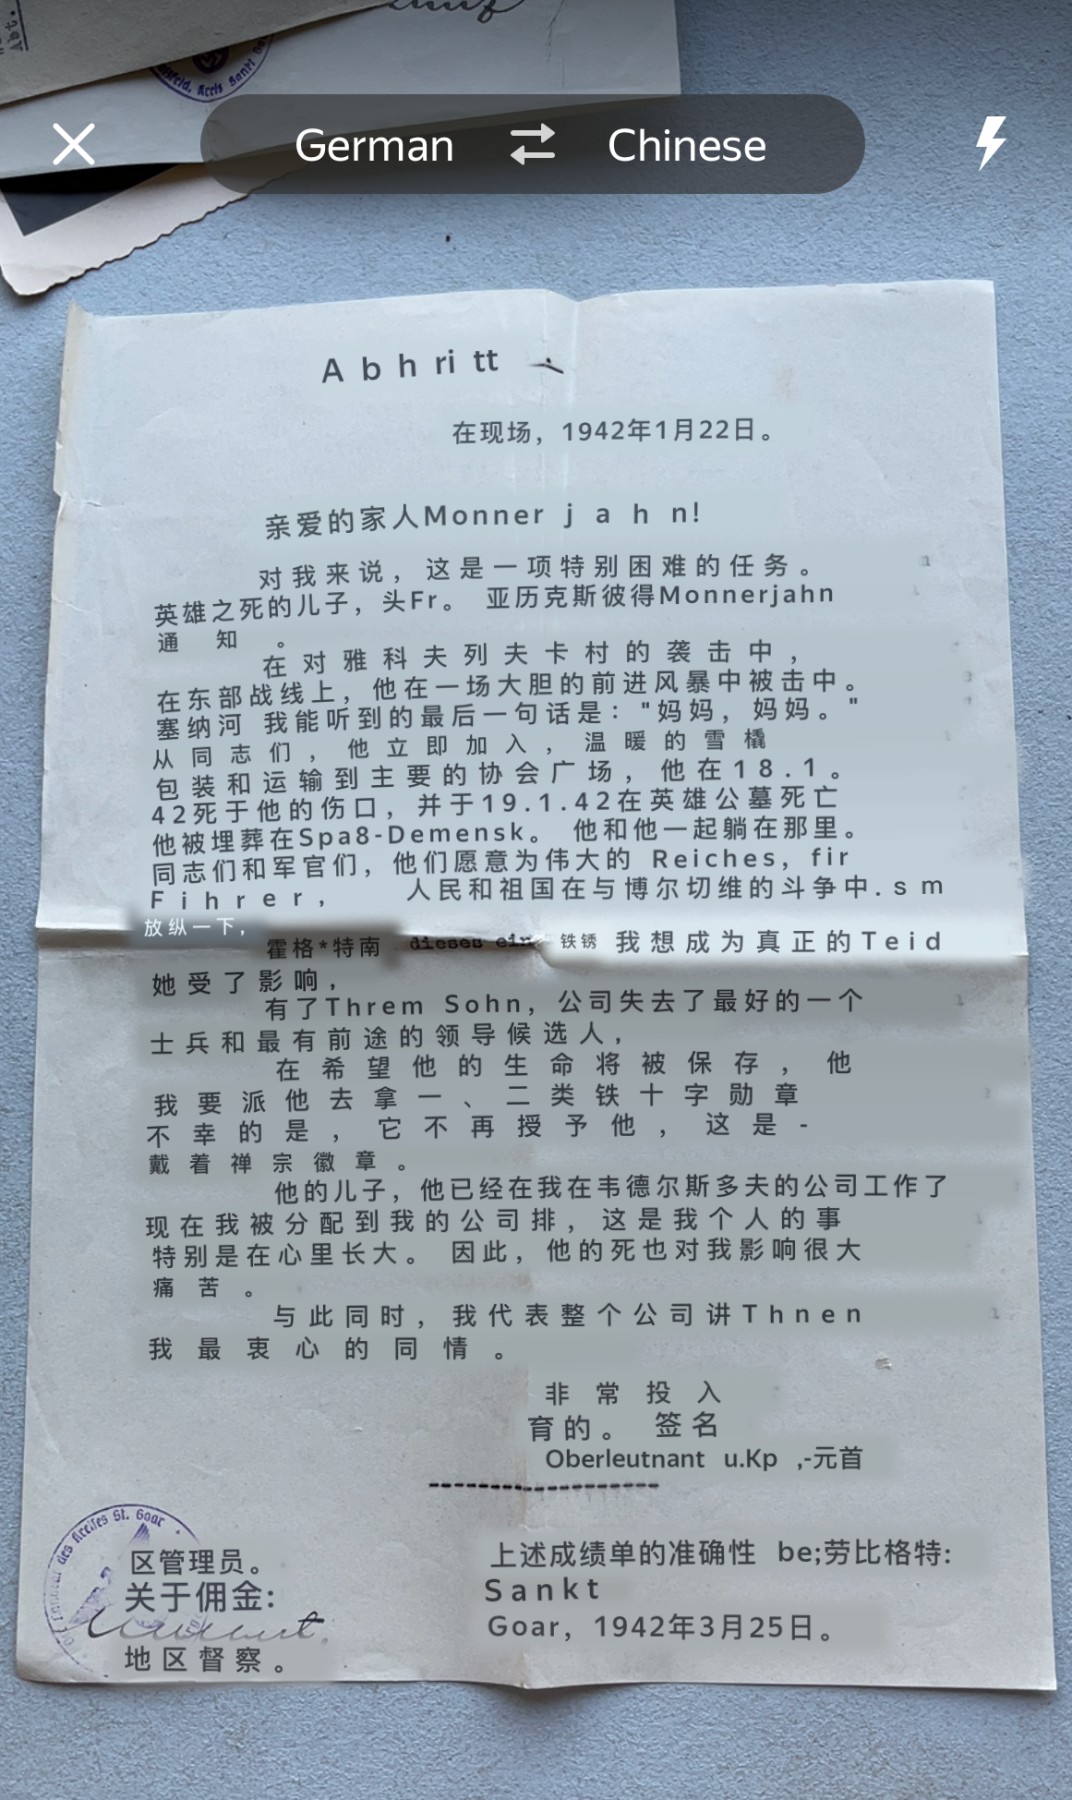 Abt.
nsfeld, Kreis Sankt Goa
German
Chinese
Abhritt
在现场，1942年1月22日。
亲爱的家人Monnerjahn!
对我来说，这是一项特别困难的任务。
英雄之死的儿子，头Fr。 亚历克斯彼得Monnerjahn
通知。
在对雅科夫列夫卡村的袭击中，
在东部战线上，他在一场大胆的前进风暴中被击中。
塞纳河 我能听到的最后一句话是："妈妈，妈妈。"
从同志们，他立即加入，温暖的雪橇
包装和运输到主要的协会广场，他在18.1。
42死于他的伤口，并于19.1.42在英雄公墓死亡
他被埋葬在Spa8-Demensk。 他和他一起躺在那里。
同志们和军官们，他们愿意为伟大的 Reiches, fir
Fihrer, 人民和祖国在与博尔切维的斗争中.sm
放纵一下，
霍格*特南 dieses ein 铁锈 我想成为真正的Teid
她受了影响，
有了Threm Sohn，公司失去了最好的一个
士兵和最有前途的领导候选人，
在希望他的生命将被保存，他
我要派他去拿一、二类铁十字勋章
不幸的是，它不再授予他，这是-
戴着禅宗徽章。
他的儿子，他已经在我在韦德尔斯多夫的公司工作了
现在我被分配到我的公司排，这是我个人的事
特别是在心里长大。 因此，他的死也对我影响很大
痛苦。
与此同时，我代表整个公司讲Thnen
我最衷心的同情。
非常投入
育的。 签名
Oberleutnant u.Kp ,-元首
des Kreises St. Goar
区管理员。
关于佣金:
地区督察。
上述成绩单的准确性 be;劳比格特:
Sankt
Goar，1942年3月25日。